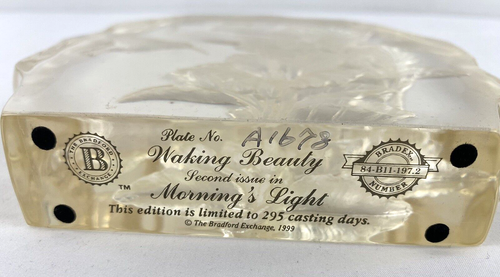 Plate No. A1678
Waking Beauty
Second issue in
Morning's Light
This edition is limited to 295 casting days.
© The Bradford Exchange, 1999
THE BRADFORD
B
EXCHANGE
™
BRADEX
84-B11-197.2
NUMBER